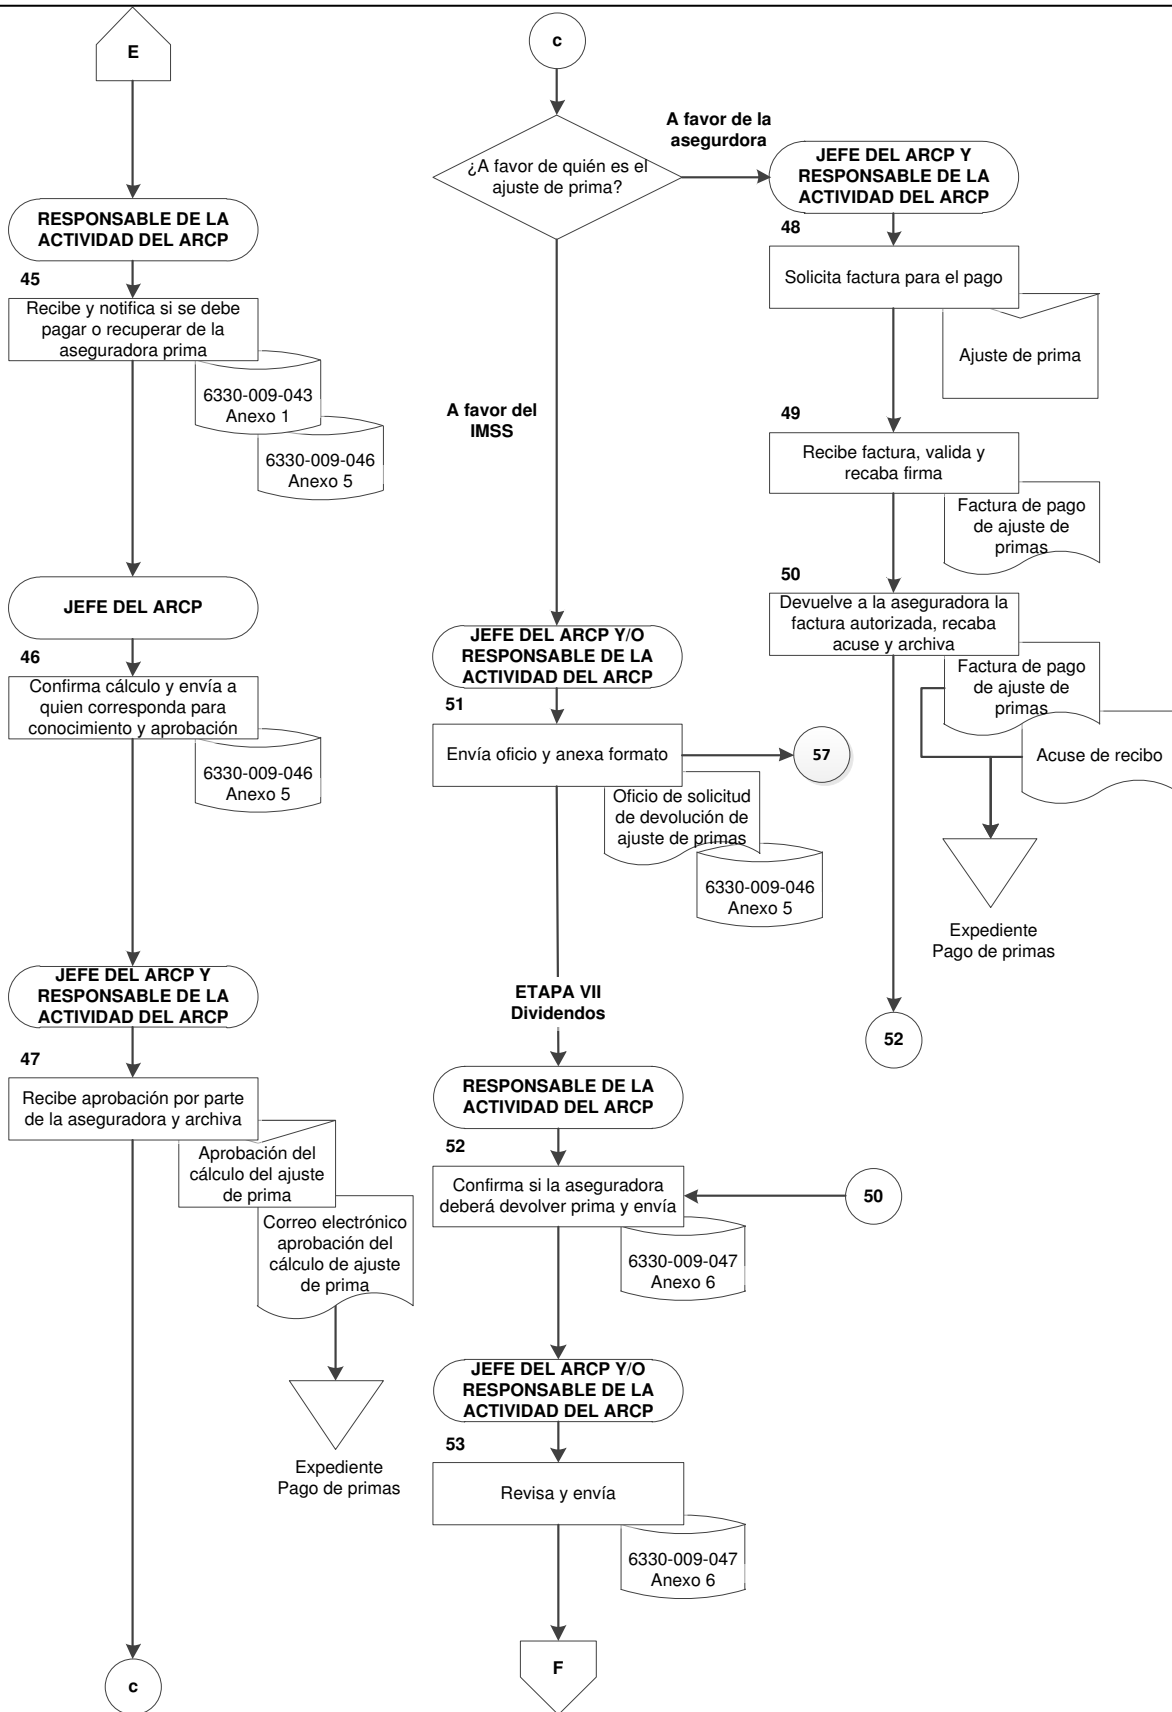 E
RESPONSABLE DE LA
ACTIVIDAD DEL ARCP
45
Recibe y notifica si se debe
pagar o recuperar de la
aseguradora prima
6330-009-043
Anexo 1
6330-009-046
Anexo 5
JEFE DEL ARCP
46
Confirma cálculo y envía a
quien corresponda para
conocimiento y aprobación
6330-009-046
Anexo 5
JEFE DEL ARCP Y
RESPONSABLE DE LA
ACTIVIDAD DEL ARCP
47
Recibe aprobación por parte
de la aseguradora y archiva
Aprobación del
cálculo del ajuste
de prima
Correo electrónico
aprobación del
cálculo de ajuste
de prima
Expediente
Pago de primas
c
c
¿A favor de quién es el
ajuste de prima?
A favor de la
asegurdora
A favor del
IMSS
JEFE DEL ARCP Y/O
RESPONSABLE DE LA
ACTIVIDAD DEL ARCP
51
Envía oficio y anexa formato
57
Oficio de solicitud
de devolución de
ajuste de primas
6330-009-046
Anexo 5
ETAPA VII
Dividendos
RESPONSABLE DE LA
ACTIVIDAD DEL ARCP
52
Confirma si la aseguradora
deberá devolver prima y envía
50
6330-009-047
Anexo 6
JEFE DEL ARCP Y/O
RESPONSABLE DE LA
ACTIVIDAD DEL ARCP
53
Revisa y envía
6330-009-047
Anexo 6
F
JEFE DEL ARCP Y
RESPONSABLE DE LA
ACTIVIDAD DEL ARCP
48
Solicita factura para el pago
Ajuste de prima
49
Recibe factura, valida y
recaba firma
Factura de pago
de ajuste de
primas
50
Devuelve a la aseguradora la
factura autorizada, recaba
acuse y archiva
Factura de pago
de ajuste de
primas
Acuse de recibo
Expediente
Pago de primas
52